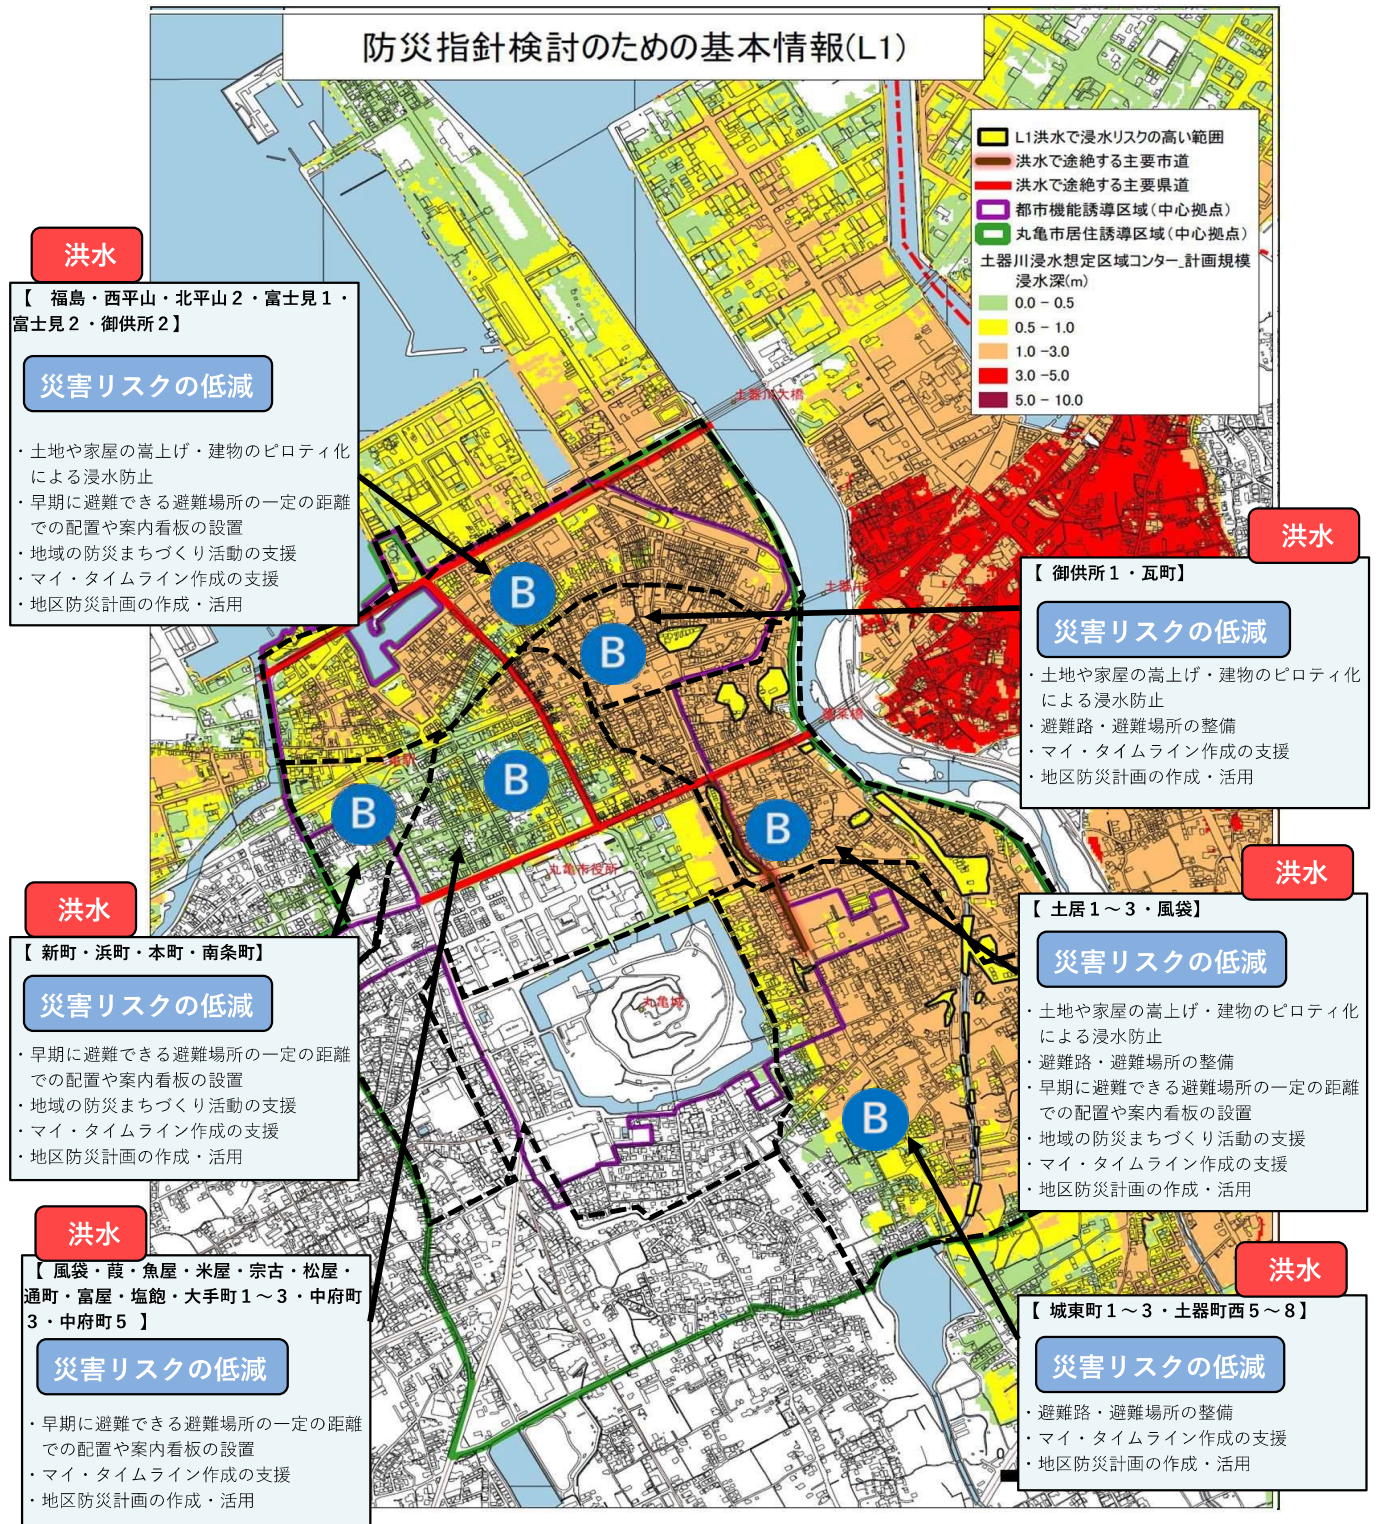 防災指針検討のための基本情報(L1)
L1洪水で浸水リスクの高い範囲
洪水で途絶する主要市道
洪水で途絶する主要県道
都市機能誘導区域(中心拠点)
丸亀市居住誘導区域(中心拠点)
土器川浸水想定区域コンター_計画規模
浸水深(m)
0.0 - 0.5
0.5 - 1.0
1.0 -3.0
3.0 -5.0
5.0 - 10.0
洪水
【 福島・西平山・北平山２・富士見１・
富士見２・御供所２】
災害リスクの低減
・土地や家屋の嵩上げ・建物のピロティ化
による浸水防止
・早期に避難できる避難場所の一定の距離
での配置や案内看板の設置
・地域の防災まちづくり活動の支援
・マイ・タイムライン作成の支援
・地区防災計画の作成・活用
洪水
【 御供所１・瓦町】
災害リスクの低減
・土地や家屋の嵩上げ・建物のピロティ化
による浸水防止
・避難路・避難場所の整備
・マイ・タイムライン作成の支援
・地区防災計画の作成・活用
土器川大橋
B
B
B
B
B
B
丸亀市役所
丸亀城
洪水
【 新町・浜町・本町・南条町】
災害リスクの低減
・早期に避難できる避難場所の一定の距離
での配置や案内看板の設置
・地域の防災まちづくり活動の支援
・マイ・タイムライン作成の支援
・地区防災計画の作成・活用
洪水
【 土居１～３・風袋】
災害リスクの低減
・土地や家屋の嵩上げ・建物のピロティ化
による浸水防止
・避難路・避難場所の整備
・早期に避難できる避難場所の一定の距離
での配置や案内看板の設置
・地域の防災まちづくり活動の支援
・マイ・タイムライン作成の支援
・地区防災計画の作成・活用
洪水
【 風袋・葭・魚屋・米屋・宗古・松屋・
通町・富屋・塩飽・大手町１～３・中府町
３・中府町５ 】
災害リスクの低減
・早期に避難できる避難場所の一定の距離
での配置や案内看板の設置
・マイ・タイムライン作成の支援
・地区防災計画の作成・活用
洪水
【 城東町１～３・土器町西５～８】
災害リスクの低減
・避難路・避難場所の整備
・マイ・タイムライン作成の支援
・地区防災計画の作成・活用